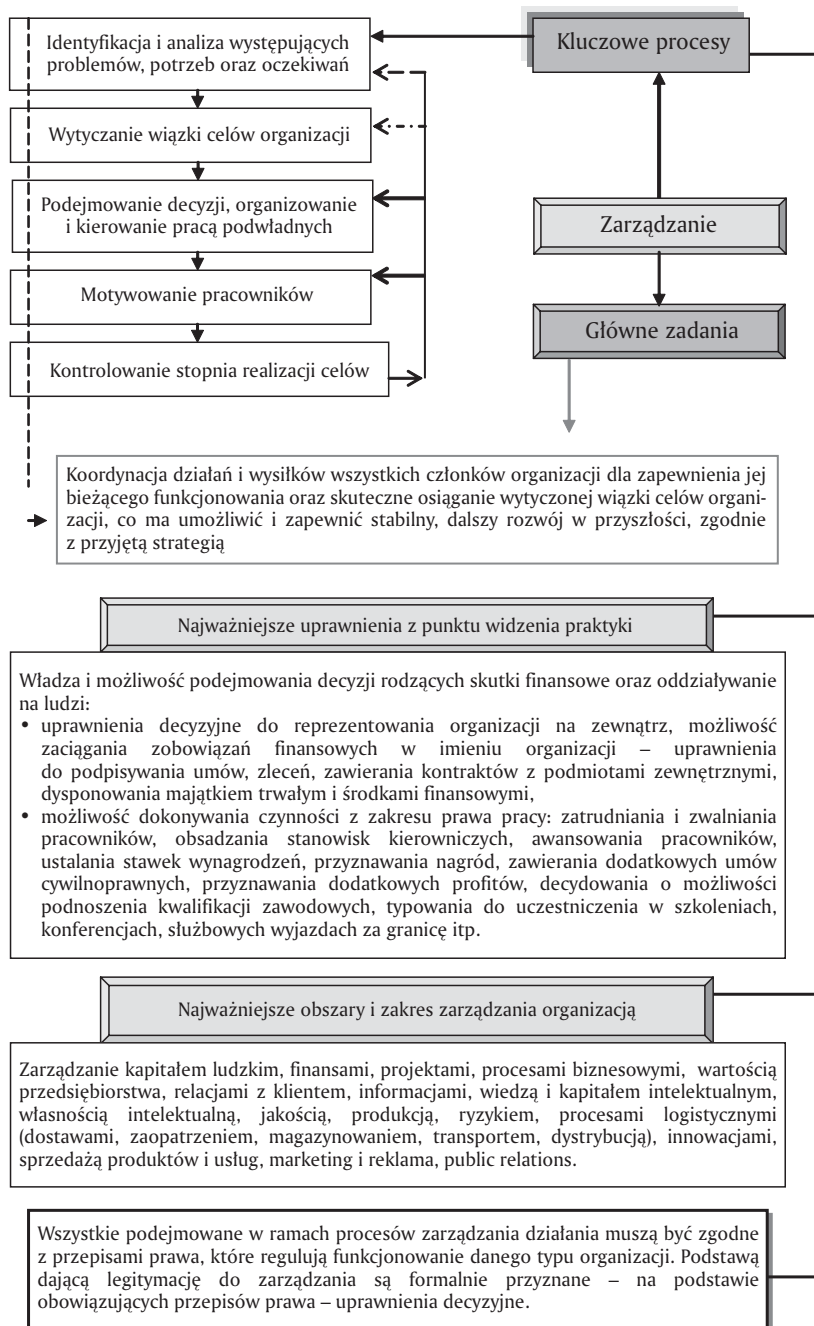 Identyfikacja i analiza występujących
problemów, potrzeb oraz oczekiwań
Wytyczanie wiązki celów organizacji
Podejmowanie decyzji, organizowanie
i kierowanie pracą podwładnych
Motywowanie pracowników
Kontrolowanie stopnia realizacji celów
Kluczowe procesy
Zarządzanie
Główne zadania
Koordynacja działań i wysiłków wszystkich członków organizacji dla zapewnienia jej
bieżącego funkcjonowania oraz skuteczne osiąganie wytyczonej wiązki celów organi-
zacji, co ma umożliwić i zapewnić stabilny, dalszy rozwój w przyszłości, zgodnie
z przyjętą strategią
Najważniejsze uprawnienia z punktu widzenia praktyki
Władza i możliwość podejmowania decyzji rodzących skutki finansowe oraz oddziaływanie
na ludzi:
• uprawnienia decyzyjne do reprezentowania organizacji na zewnątrz, możliwość
zaciągania zobowiązań finansowych w imieniu organizacji – uprawnienia
do podpisywania umów, zleceń, zawierania kontraktów z podmiotami zewnętrznymi,
dysponowania majątkiem trwałym i środkami finansowymi,
• możliwość dokonywania czynności z zakresu prawa pracy: zatrudniania i zwalniania
pracowników, obsadzania stanowisk kierowniczych, awansowania pracowników,
ustalania stawek wynagrodzeń, przyznawania nagród, zawierania dodatkowych umów
cywilnoprawnych, przyznawania dodatkowych profitów, decydowania o możliwości
podnoszenia kwalifikacji zawodowych, typowania do uczestniczenia w szkoleniach,
konferencjach, służbowych wyjazdach za granicę itp.
Najważniejsze obszary i zakres zarządzania organizacją
Zarządzanie kapitałem ludzkim, finansami, projektami, procesami biznesowymi, wartością
przedsiębiorstwa, relacjami z klientem, informacjami, wiedzą i kapitałem intelektualnym,
własnością intelektualną, jakością, produkcją, ryzykiem, procesami logistycznymi
(dostawami, zaopatrzeniem, magazynowaniem, transportem, dystrybucją), innowacjami,
sprzedażą produktów i usług, marketing i reklama, public relations.
Wszystkie podejmowane w ramach procesów zarządzania działania muszą być zgodne
z przepisami prawa, które regulują funkcjonowanie danego typu organizacji. Podstawą
dającą legitymację do zarządzania są formalnie przyznane – na podstawie
obowiązujących przepisów prawa – uprawnienia decyzyjne.